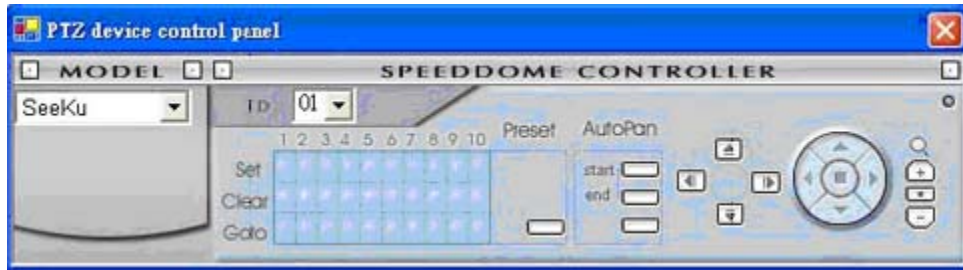 PTZ device control panel
MODEL
SPEEDDOME CONTROLLER
SeeKu
ID 01
1 2 3 4 5 6 7 8 9 10
Preset
AutoPan
Set
Clear
Goto
start
end